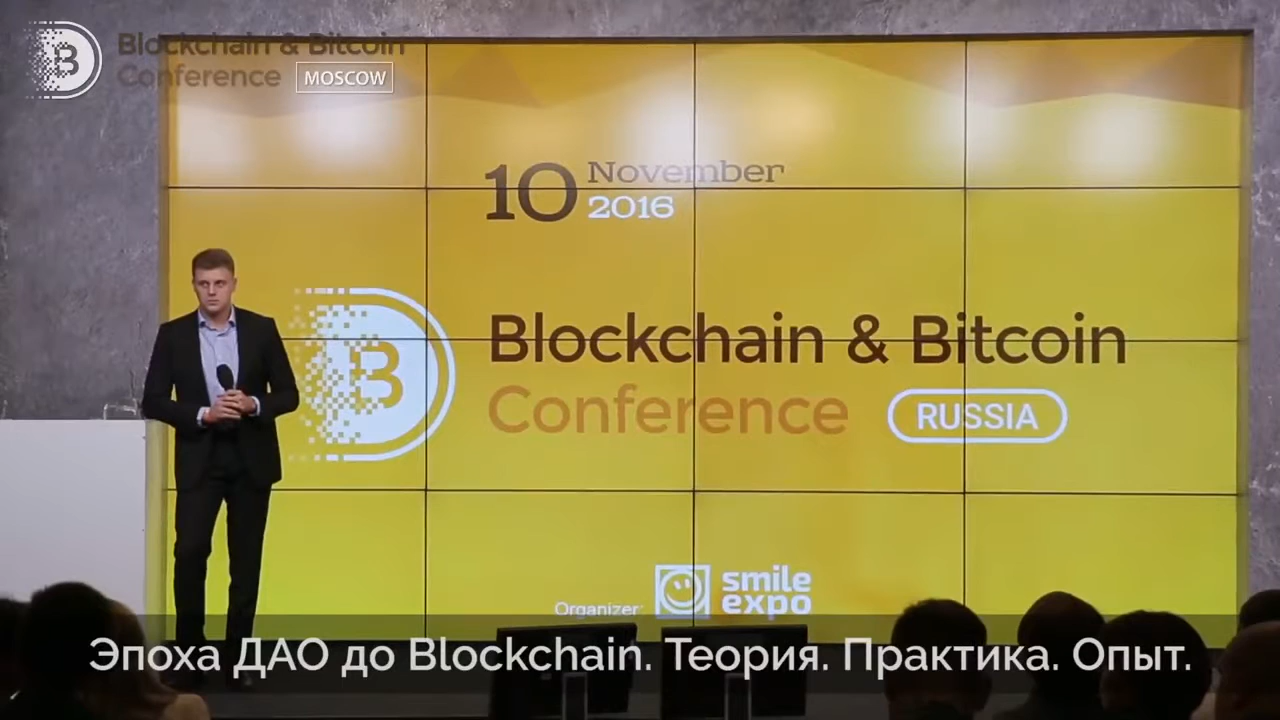 Blockchain & Bitcoin
Conference MOSCOW
10 November
2016
Blockchain & Bitcoin
Conference RUSSIA
Organizer: smile
expo
Эпоха ДАО до Blockchain. Теория. Практика. Опыт.